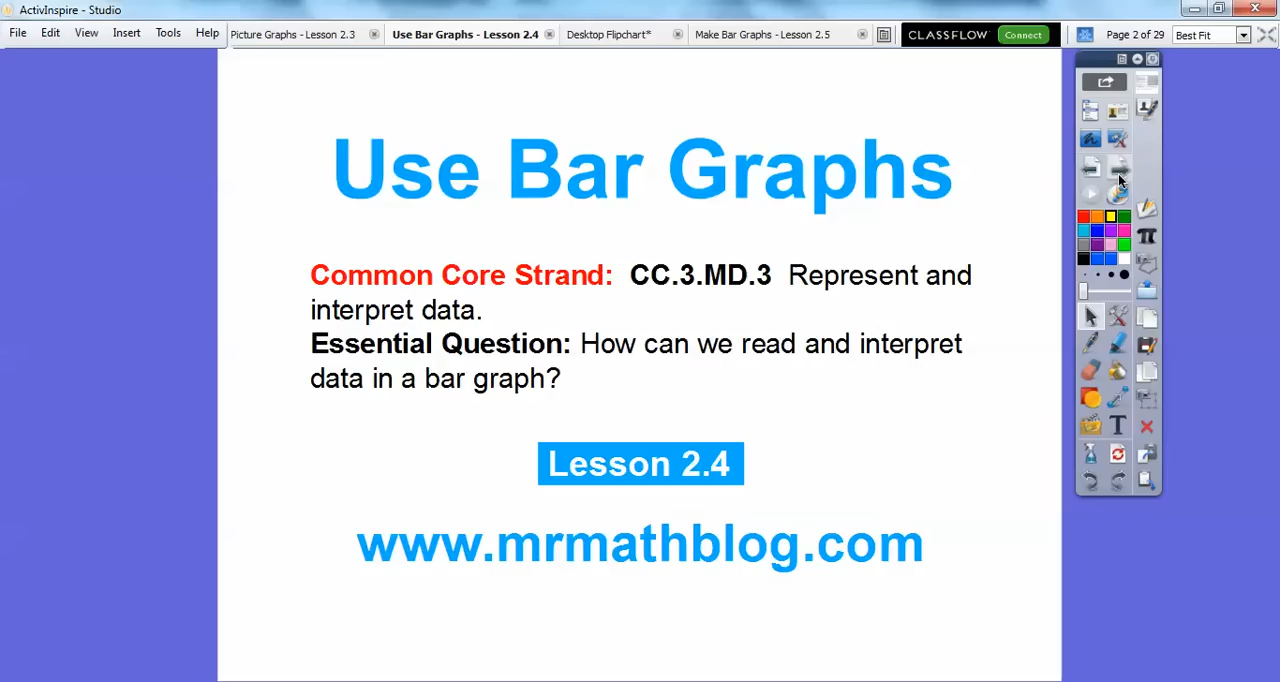 ActivInspire - Studio
File Edit View Insert Tools Help Picture Graphs - Lesson 2.3 Use Bar Graphs - Lesson 2.4 Desktop Flipchart* Make Bar Graphs - Lesson 2.5 CLASSFLOW Connect Page 2 of 29 Best Fit
Use Bar Graphs
Common Core Strand: CC.3.MD.3 Represent and
interpret data.
Essential Question: How can we read and interpret
data in a bar graph?
Lesson 2.4
www.mrmathblog.com